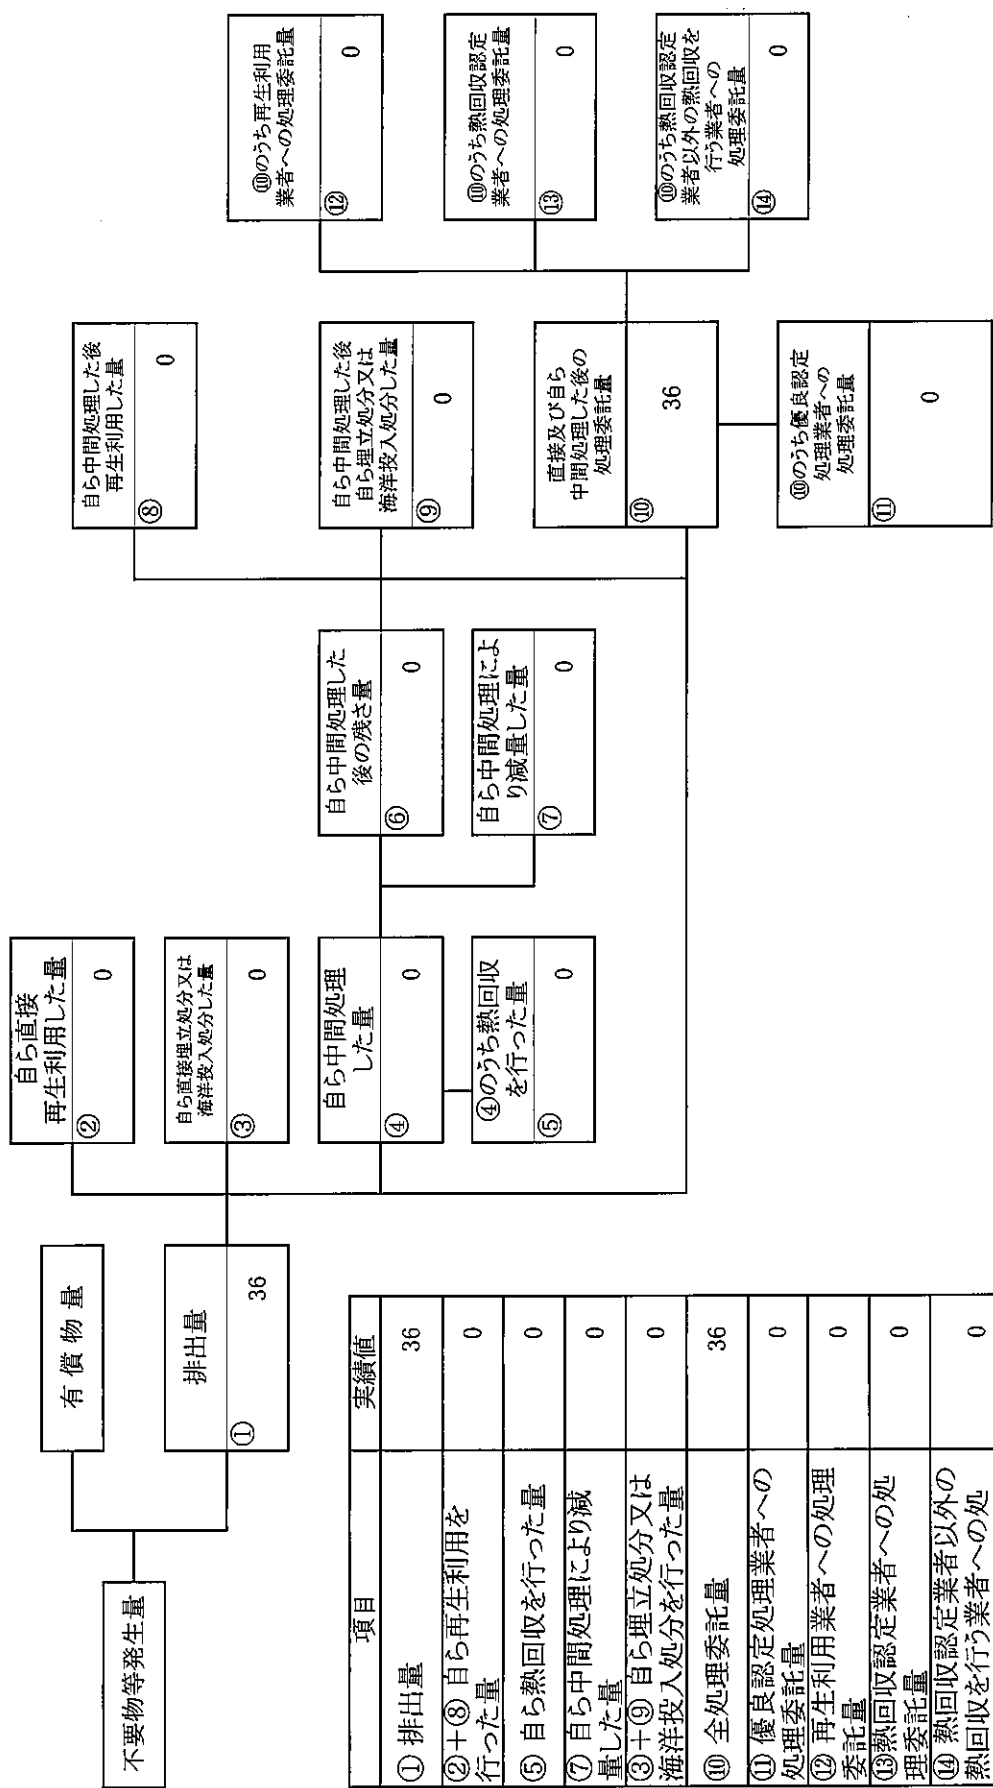 不要物等発生量
有償物量
排出量
① 36
自ら直接
再生利用した量
② 0
自ら直接埋立処分又は
海洋投入処分した量
③ 0
自ら中間処理
した量
④ 0
④のうち熱回収
を行った量
⑤ 0
自ら中間処理した
後の残さ量
⑥ 0
自ら中間処理によ
り減量した量
⑦ 0
自ら中間処理した後
再生利用した量
⑧ 0
自ら中間処理した後
自ら埋立処分又は
海洋投入処分した量
⑨ 0
直接及び自ら
中間処理した後の
処理委託量
⑩ 36
⑩のうち優良認定
処理業者への
処理委託量
⑪ 0
⑩のうち再生利用
業者への処理委託量
⑫ 0
⑩のうち熱回収認定
業者への処理委託量
⑬ 0
⑩のうち熱回収認定
業者以外の熱回収を
行う業者への
処理委託量
⑭ 0
項目 実績値
① 排出量 36
②+⑧ 自ら再生利用を
行った量 0
⑤ 自ら熱回収を行った量 0
⑦ 自ら中間処理により減
量した量 0
③+⑨ 自ら埋立処分又は
海洋投入処分を行った量 0
⑩ 全処理委託量 36
⑪ 優良認定処理業者への
処理委託量 0
⑫ 再生利用業者への処理
委託量 0
⑬熱回収認定業者への処
理委託量 0
⑭ 熱回収認定業者以外の
熱回収を行う業者への処 0